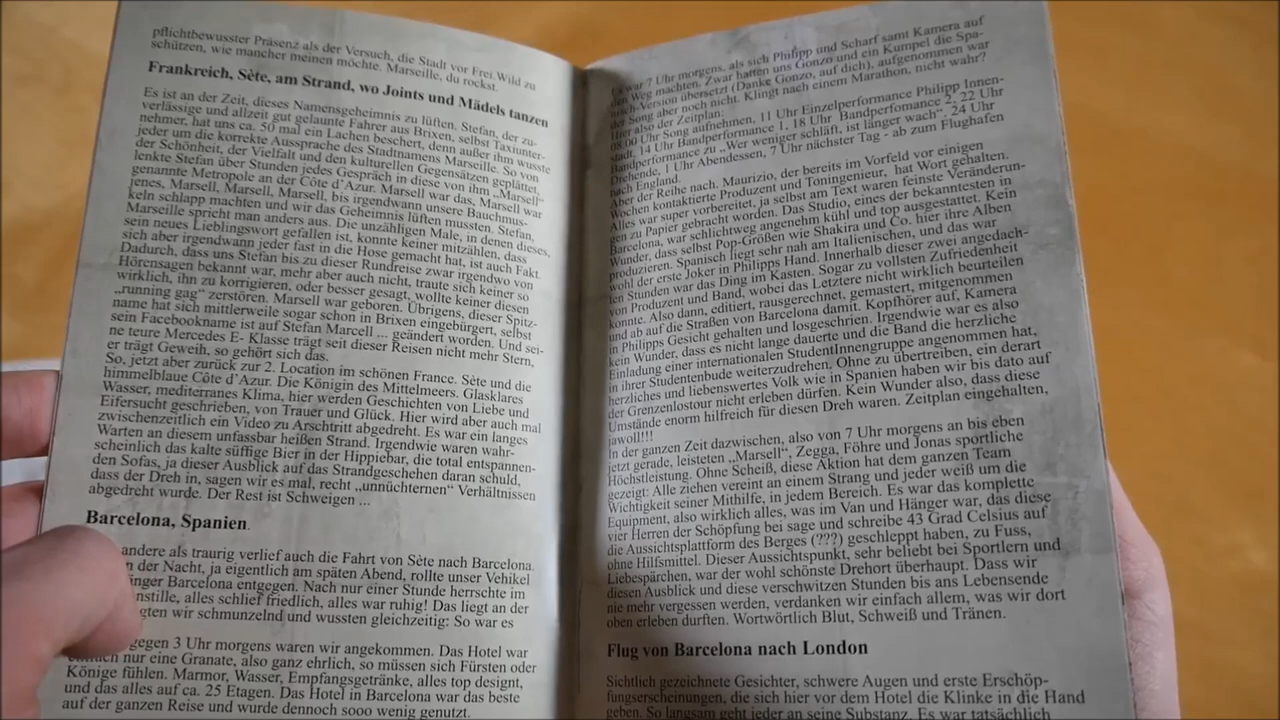 pflichtbewusster Präsenz als der Versuch, die Stadt vor Frei.Wild zu
schützen, wie mancher meinen möchte. Marseille, du rockst.
Frankreich, Sète, am Strand, wo Joints und Mädels tanzen
Es ist an der Zeit, dieses Namensgeheimnis zu lüften. Stefan, der zu-
verlässige und allzeit gut gelaunte Fahrer aus Brixen, selbst Taxiunter-
nehmer, hat uns ca. 50 mal ein Lachen beschert, denn außer ihm wusste
jeder um die korrekte Aussprache des Stadtnamens Marseille. So von
der Schönheit, der Vielfalt und den kulturellen Gegensätzen geplättet,
lenkte Stefan über Stunden jedes Gespräch in diese von ihm „Marsell“
genannte Metropole an der Côte d’Azur. Marsell war das, Marsell war
jenes, Marsell, Marsell, Marsell, bis irgendwann unsere Bauchmus-
keln schlapp machten und wir das Geheimnis lüften mussten. Stefan,
Marseille spricht man anders aus. Die unzähligen Male, in denen dieses,
sein neues Lieblingswort gefallen ist, konnte keiner mitzählen, dass
sich aber irgendwann jeder fast in die Hose gemacht hat, ist auch Fakt.
Dadurch, dass uns Stefan bis zu dieser Rundreise zwar irgendwo von
Hörensagen bekannt war, mehr aber auch nicht, traute sich keiner so
wirklich, ihn zu korrigieren, oder besser gesagt, wollte keiner diesen
„running gag“ zerstören. Marsell war geboren. Übrigens, dieser Spitz-
name hat sich mittlerweile sogar schon in Brixen eingebürgert, selbst
sein Facebookname ist auf Stefan Marcell ... geändert worden. Und sei-
ne teure Mercedes E- Klasse trägt seit dieser Reisen nicht mehr Stern,
er trägt Geweih, so gehört sich das.
So, jetzt aber zurück zur 2. Location im schönen France. Sète und die
himmelblaue Côte d’Azur. Die Königin des Mittelmeers. Glasklares
Wasser, mediterranes Klima, hier werden Geschichten von Liebe und
Eifersucht geschrieben, von Trauer und Glück. Hier wird aber auch mal
zwischenzeitlich ein Video zu Arschtritt abgedreht. Es war ein langes
Warten an diesem unfassbar heißen Strand. Irgendwie waren wahr-
scheinlich das kalte süffige Bier in der Hippiebar, die total entspannen-
den Sofas, ja dieser Ausblick auf das Strandgeschehen daran schuld,
dass der Dreh in, sagen wir es mal, recht „unnüchternen“ Verhältnissen
abgedreht wurde. Der Rest ist Schweigen ...
Barcelona, Spanien.
andere als traurig verlief auch die Fahrt von Sète nach Barcelona.
n der Nacht, ja eigentlich am späten Abend, rollte unser Vehikel
änger Barcelona entgegen. Nach nur einer Stunde herrschte im
nstille, alles schlief friedlich, alles war ruhig! Das liegt an der
gten wir schmunzelnd und wussten gleichzeitig: So war es
gegen 3 Uhr morgens waren wir angekommen. Das Hotel war
einfach nur eine Granate, also ganz ehrlich, so müssen sich Fürsten oder
Könige fühlen. Marmor, Wasser, Empfangsgetränke, alles top designt,
und das alles auf ca. 25 Etagen. Das Hotel in Barcelona war das beste
auf der ganzen Reise und wurde dennoch sooo wenig genutzt.
Es war 7 Uhr morgens, als sich Philipp und Scharf samt Kamera auf
den Weg machten. Zwar hatten uns Gonzo und ein Kumpel die Spa-
nisch-Version übersetzt (Danke Gonzo, auf dich), aufgenommen war
der Song aber noch nicht. Klingt nach einem Marathon, nicht wahr?
Hier also der Zeitplan:
08.00 Uhr Song aufnehmen, 11 Uhr Einzelperformance Philipp Innen-
stadt, 14 Uhr Bandperformance 1, 18 Uhr Bandperfomance 2, 22 Uhr
Bandperformance zu „Wer weniger schläft, ist länger wach“. 24 Uhr
Drehende, 1 Uhr Abendessen, 7 Uhr nächster Tag - ab zum Flughafen
nach England.
Aber der Reihe nach. Maurizio, der bereits im Vorfeld vor einigen
Wochen kontaktierte Produzent und Toningenieur, hat Wort gehalten.
Alles war super vorbereitet, ja selbst am Text waren feinste Veränderun-
gen zu Papier gebracht worden. Das Studio, eines der bekanntesten in
Barcelona, war schlichtweg angenehm kühl und top ausgestattet. Kein
Wunder, dass selbst Pop-Größen wie Shakira und Co. hier ihre Alben
produzieren. Spanisch liegt sehr nah am Italienischen, und das war
wohl der erste Joker in Philipps Hand. Innerhalb dieser zwei angedach-
ten Stunden war das Ding im Kasten. Sogar zu vollsten Zufriedenheit
von Produzent und Band, wobei das Letztere nicht wirklich beurteilen
konnte. Also dann, editiert, rausgerechnet, gemastert, mitgenommen
und ab auf die Straßen von Barcelona damit. Kopfhörer auf, Kamera
in Philipps Gesicht gehalten und losgeschrien. Irgendwie war es also
kein Wunder, dass es nicht lange dauerte und die Band die herzliche
Einladung einer internationalen StudentInnengruppe angenommen hat,
in ihrer Studentenbude weiterzudrehen. Ohne zu übertreiben, ein derart
herzliches und liebenswertes Volk wie in Spanien haben wir bis dato auf
der Grenzenlostour nicht erleben dürfen. Kein Wunder also, dass diese
Umstände enorm hilfreich für diesen Dreh waren. Zeitplan eingehalten,
jawoll!!!
In der ganzen Zeit dazwischen, also von 7 Uhr morgens an bis eben
jetzt gerade, leisteten „Marsell“, Zegga, Föhre und Jonas sportliche
Höchstleistung. Ohne Scheiß, diese Aktion hat dem ganzen Team
gezeigt: Alle ziehen vereint an einem Strang und jeder weiß um die
Wichtigkeit seiner Mithilfe, in jedem Bereich. Es war das komplette
Equipment, also wirklich alles, was im Van und Hänger war, das diese
vier Herren der Schöpfung bei sage und schreibe 43 Grad Celsius auf
die Aussichtsplattform des Berges (???) geschleppt haben, zu Fuss,
ohne Hilfsmittel. Dieser Aussichtspunkt, sehr beliebt bei Sportlern und
Liebespärchen, war der wohl schönste Drehort überhaupt. Dass wir
diesen Ausblick und diese verschwitzen Stunden bis ans Lebensende
nie mehr vergessen werden, verdanken wir einfach allem, was wir dort
oben erleben durften. Wortwörtlich Blut, Schweiß und Tränen.
Flug von Barcelona nach London
Sichtlich gezeichnete Gesichter, schwere Augen und erste Erschöp-
fungserscheinungen, die sich hier vor dem Hotel die Klinke in die Hand
geben. So langsam geht jeder an seine Substanz. Es war tatsächlich